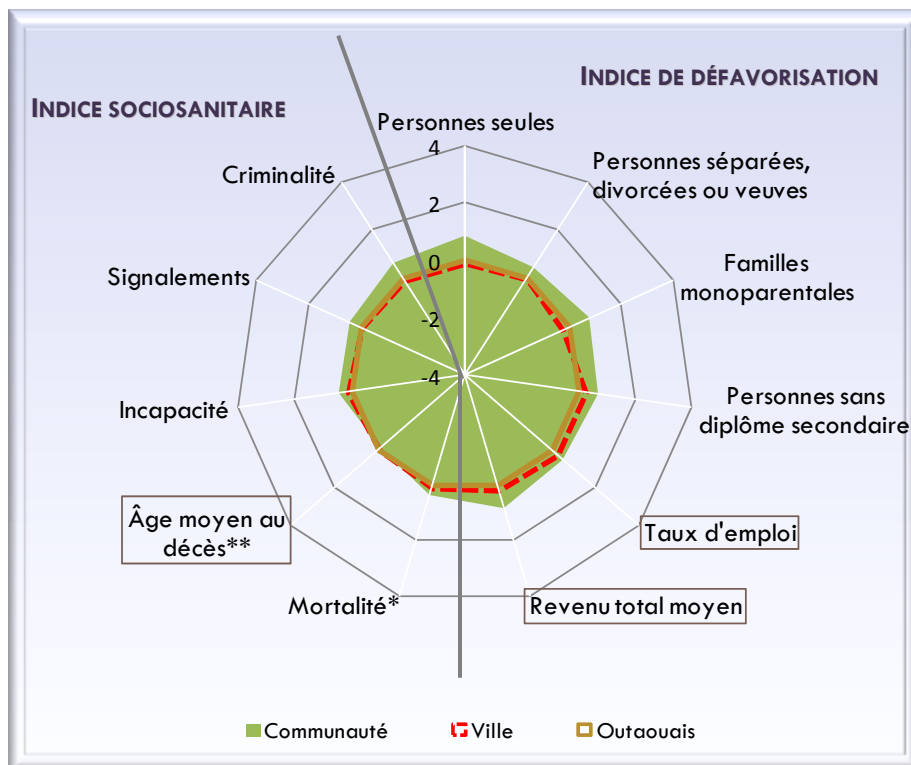 INDICE DE DÉFAVORISATION
INDICE SOCIOSANITAIRE
Personnes seules
Personnes séparées,
divorcées ou veuves
Familles
monoparentales
Personnes sans
diplôme secondaire
Taux d'emploi
Revenu total moyen
Mortalité*
Âge moyen au
décès**
Incapacité
Signalements
Criminalité
4
2
0
-2
-4
Communauté
Ville
Outaouais